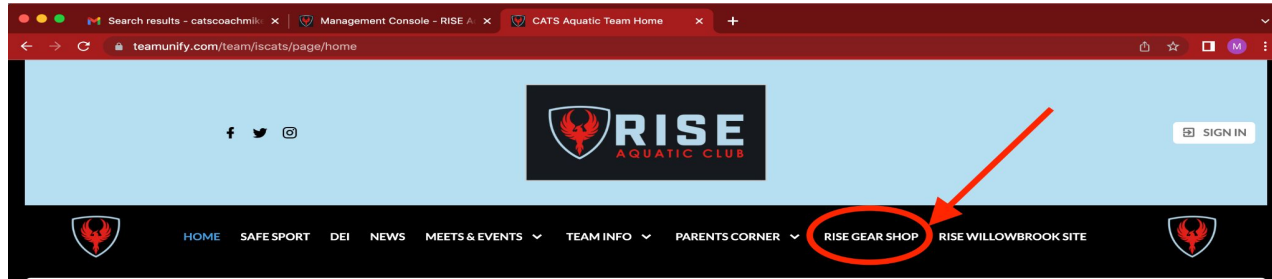 Search results - catscoachmik
Management Console - RISE A
CATS Aquatic Team Home
teamunify.com/team/iscats/page/home
M
f
RISE
AQUATIC CLUB
SIGN IN
HOME SAFE SPORT DEI NEWS MEETS & EVENTS TEAM INFO PARENTS CORNER RISE GEAR SHOP RISE WILLOWBROOK SITE